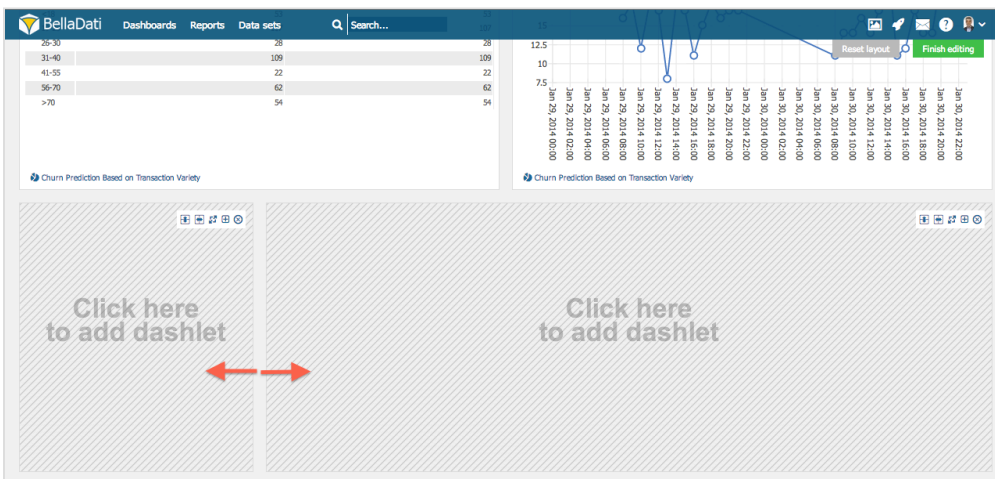 BellaDati Dashboards Reports Data sets Search...
26-30 28 28
31-40 109 109
41-55 22 22
56-70 62 62
>70 54 54
15
12.5
10
7.5
Reset layout
Finish editing
Jan 29, 2014 00:00
Jan 29, 2014 02:00
Jan 29, 2014 04:00
Jan 29, 2014 06:00
Jan 29, 2014 08:00
Jan 29, 2014 10:00
Jan 29, 2014 12:00
Jan 29, 2014 14:00
Jan 29, 2014 16:00
Jan 29, 2014 18:00
Jan 29, 2014 20:00
Jan 29, 2014 22:00
Jan 30, 2014 00:00
Jan 30, 2014 02:00
Jan 30, 2014 04:00
Jan 30, 2014 06:00
Jan 30, 2014 08:00
Jan 30, 2014 10:00
Jan 30, 2014 12:00
Jan 30, 2014 14:00
Jan 30, 2014 16:00
Jan 30, 2014 18:00
Jan 30, 2014 20:00
Jan 30, 2014 22:00
Churn Prediction Based on Transaction Variety
Churn Prediction Based on Transaction Variety
Click here
to add dashlet
Click here
to add dashlet